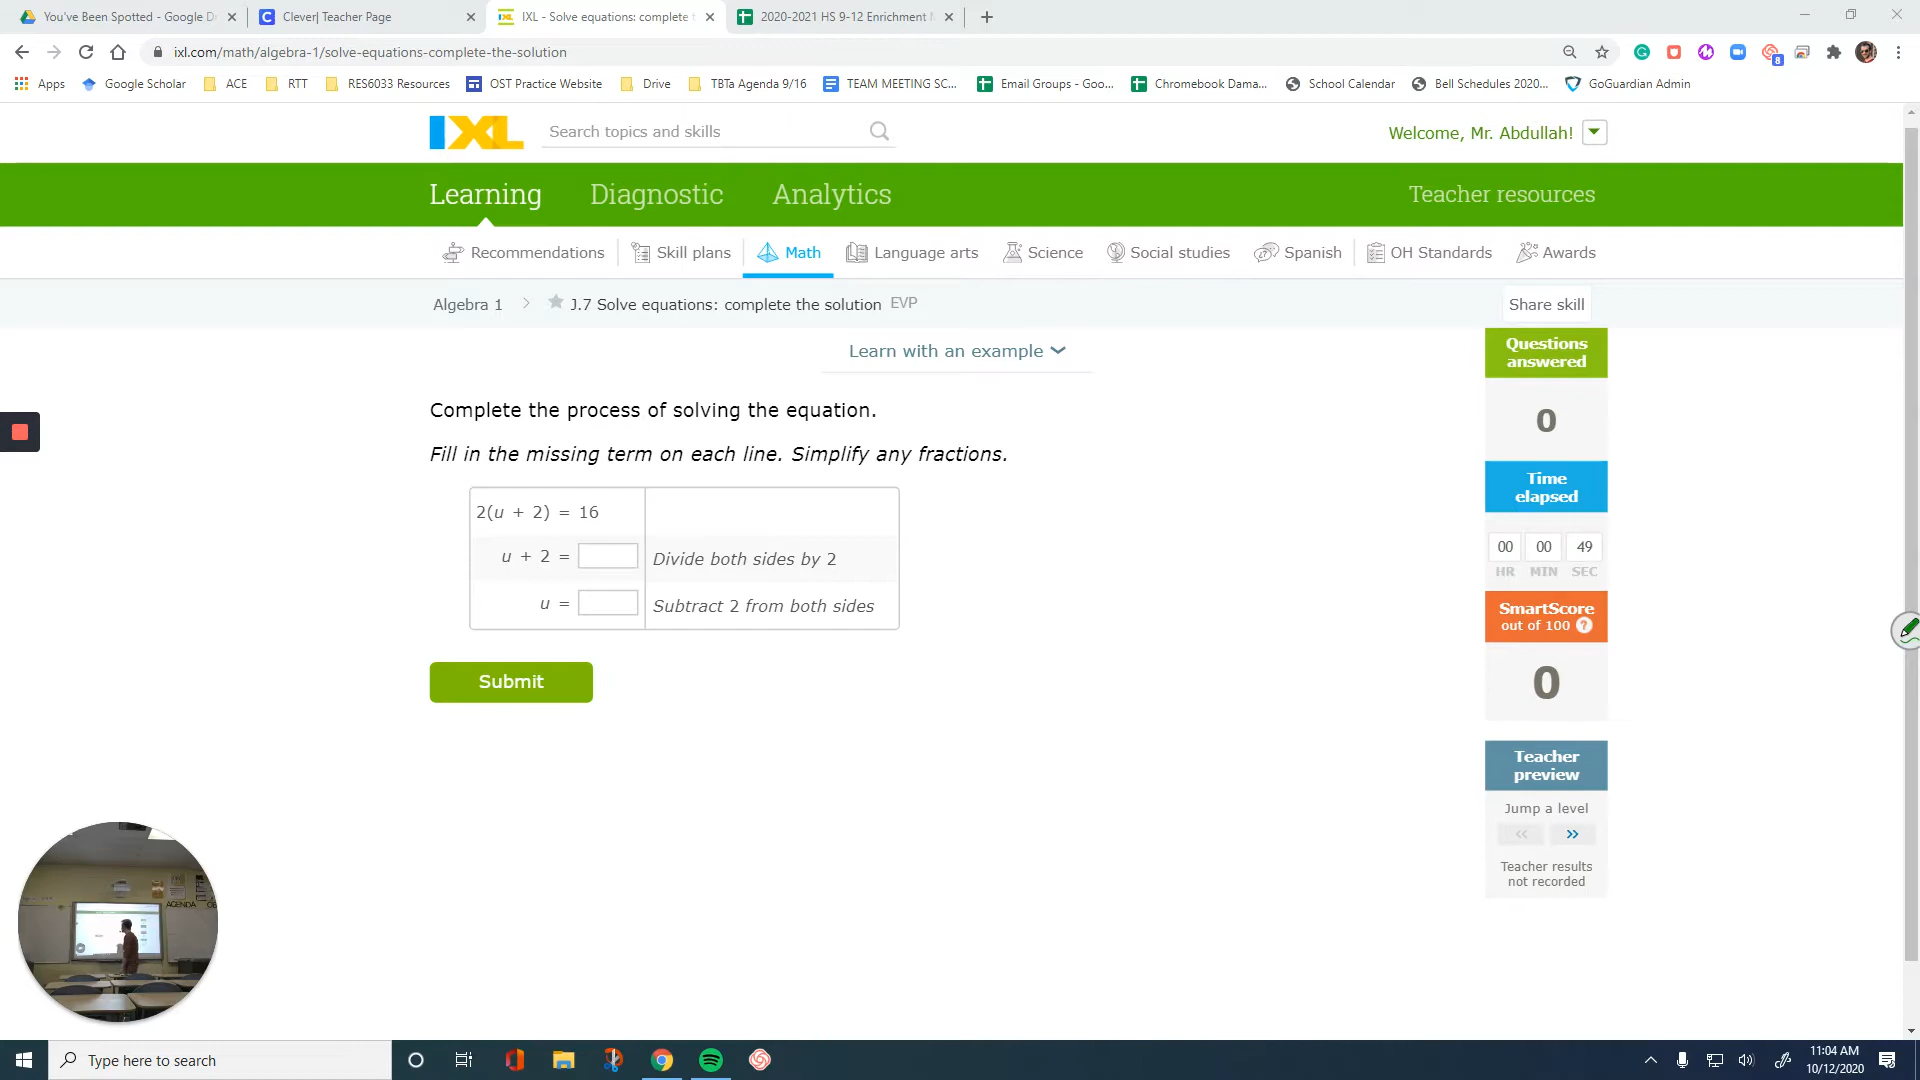 You've Been Spotted - Google D
Clever| Teacher Page
IXL - Solve equations: complete t
2020-2021 HS 9-12 Enrichment M
ixl.com/math/algebra-1/solve-equations-complete-the-solution
8
Apps
Google Scholar
ACE
RTT
RES6033 Resources
OST Practice Website
Drive
TBTa Agenda 9/16
TEAM MEETING SC...
Email Groups - Goo...
Chromebook Dama...
School Calendar
Bell Schedules 2020...
GoGuardian Admin
IXL
Search topics and skills
Welcome, Mr. Abdullah!
Learning
Diagnostic
Analytics
Teacher resources
Recommendations
Skill plans
Math
Language arts
Science
Social studies
Spanish
OH Standards
Awards
Algebra 1
J.7 Solve equations: complete the solution EVP
Share skill
Learn with an example
Questions
answered
0
Complete the process of solving the equation.
Fill in the missing term on each line. Simplify any fractions.
2(u + 2) = 16
u + 2 =
Divide both sides by 2
u =
Subtract 2 from both sides
Submit
Time
elapsed
00 00 49
HR MIN SEC
SmartScore
out of 100 ?
0
Teacher
preview
Jump a level
<< >>
Teacher results
not recorded
AGENDA
Type here to search
11:04 AM
10/12/2020